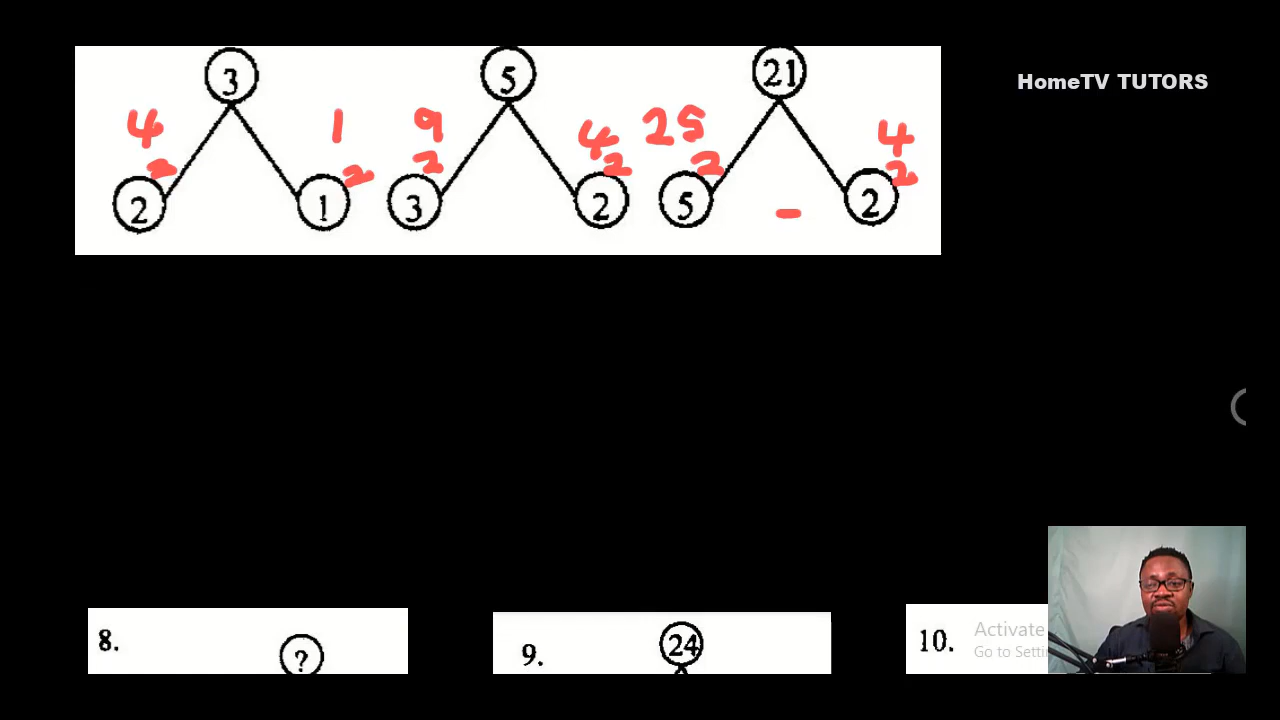 HomeTV TUTORS
3 5 21
4 1 9 4 25 4
2 2 2 2 2 2
2 1 3 2 5 - 2
8. ? 9. 24 10. Activate
Go to Setti